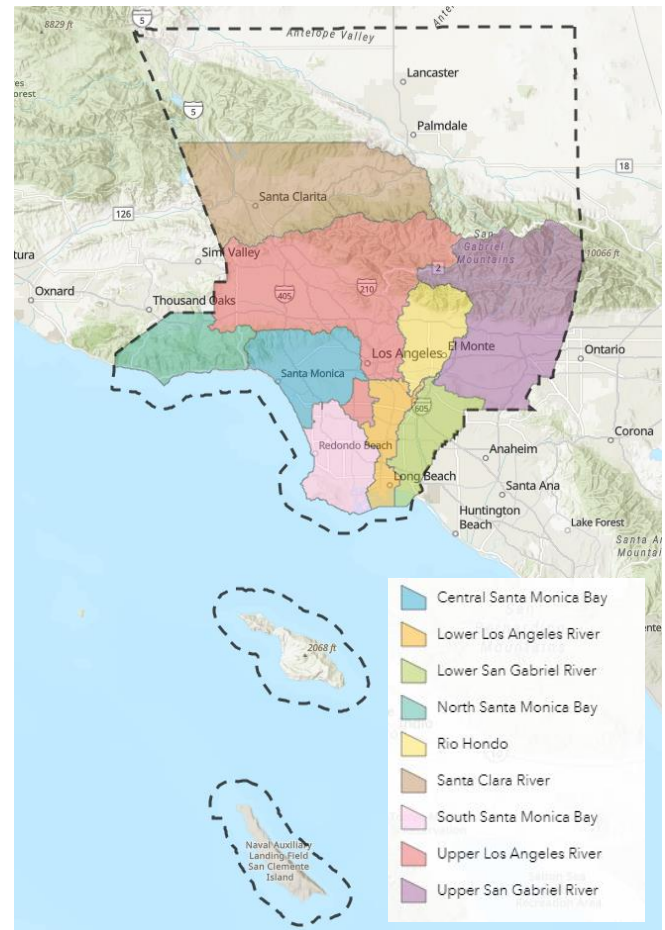 8829 ft
5
Antelope Valley
Ante
Lancaster
5
Palmdale
18
126
Santa Clarita
Simi Valley
San
Gabriel
Mountains
2
10066 ft
tura
Oxnard
Thousand Oaks
405
210
Los Angeles
El Monte
Ontario
Santa Monica
605
Corona
Redondo Beach
Anaheim
Long Beach
Santa Ana
Huntington
Beach
Lake Forest
Santa An
Mountai
2068 ft
Naval Auxiliary
Landing Field
San Clemente
Island
Central Santa Monica Bay
Lower Los Angeles River
Lower San Gabriel River
North Santa Monica Bay
Rio Hondo
Santa Clara River
South Santa Monica Bay
Upper Los Angeles River
Upper San Gabriel River